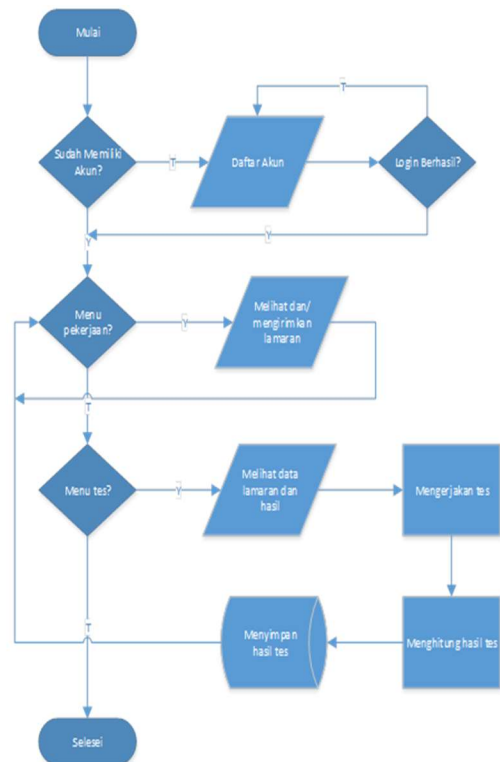 Mulai
T
Sudah Memiliki
Akun?
T
Daftar Akun
Login Berhasil?
Y
Y
Menu
pekerjaan?
Y
Melihat dan/
mengirimkan
lamaran
T
Menu tes?
Y
Melihat data
lamaran dan
hasil
Mengerjakan tes
T
Menyimpan
hasil tes
Menghitung hasil tes
Selesei